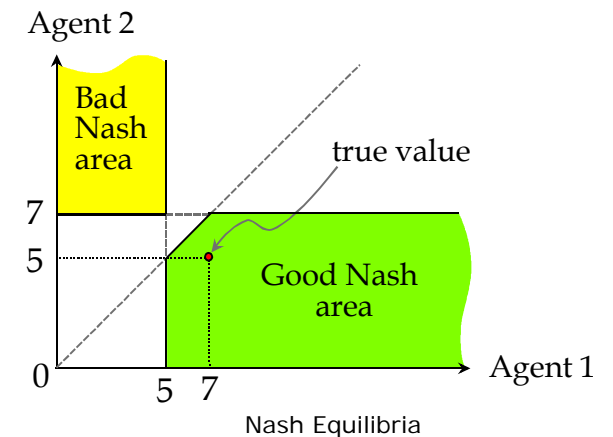 Agent 2
Bad
Nash
area
true value
7
5
Good Nash
area
0
5 7
Agent 1
Nash Equilibria